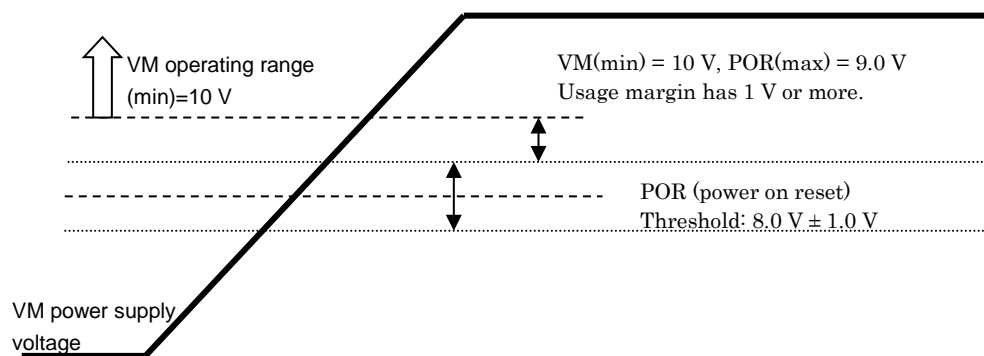 VM operating range
(min)=10 V
VM(min) = 10 V, POR(max) = 9.0 V
Usage margin has 1 V or more.
POR (power on reset)
Threshold: 8.0 V ± 1.0 V
VM power supply
voltage